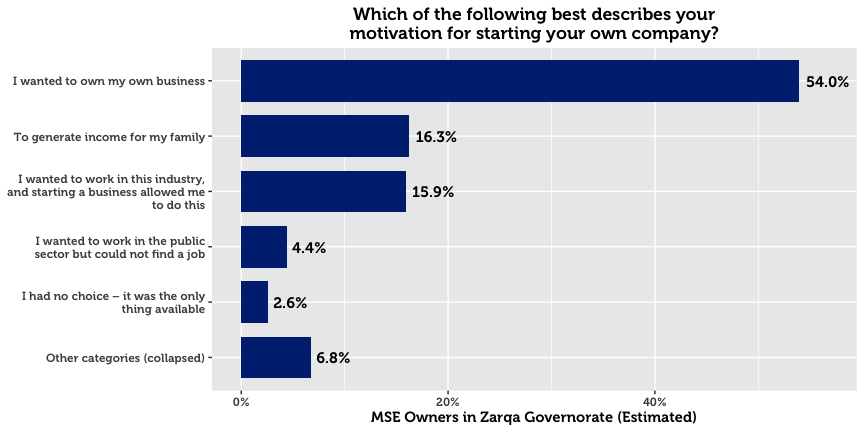 Which of the following best describes your
motivation for starting your own company?
I wanted to own my own business
54.0%
To generate income for my family
16.3%
I wanted to work in this industry,
and starting a business allowed me
to do this
15.9%
I wanted to work in the public
sector but could not find a job
4.4%
I had no choice – it was the only
thing available
2.6%
Other categories (collapsed)
6.8%
0%
20%
40%
MSE Owners in Zarqa Governorate (Estimated)